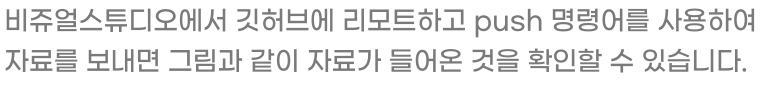 비쥬얼스튜디오에서 깃허브에 리모트하고 push 명령어를 사용하여
자료를 보내면 그림과 같이 자료가 들어온 것을 확인할 수 있습니다.